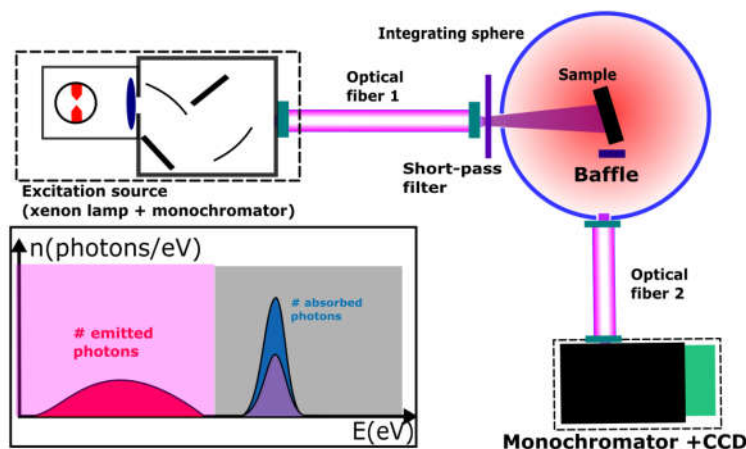 Integrating sphere
Sample
Optical
fiber 1
Short-pass
filter
Baffle
Excitation source
(xenon lamp + monochromator)
n(photons/eV)
# absorbed
photons
# emitted
photons
E(eV)
Optical
fiber 2
Monochromator +CCD